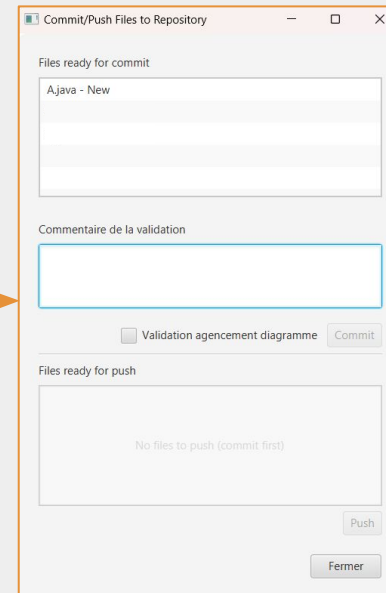 Commit/Push Files to Repository
Files ready for commit
A.java - New
Commentaire de la validation
Validation agencement diagramme
Commit
Files ready for push
No files to push (commit first)
Push
Fermer